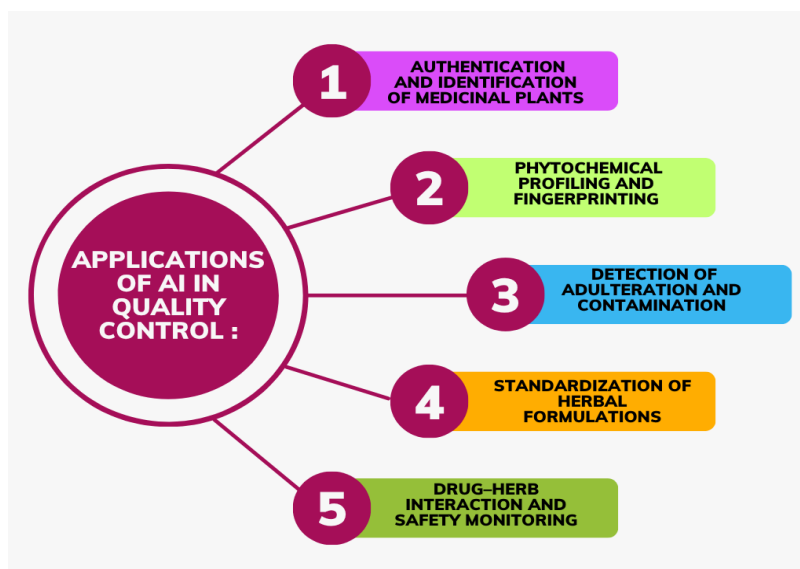 APPLICATIONS
OF AI IN
QUALITY
CONTROL :
1
AUTHENTICATION
AND IDENTIFICATION
OF MEDICINAL PLANTS
2
PHYTOCHEMICAL
PROFILING AND
FINGERPRINTING
3
DETECTION OF
ADULTERATION AND
CONTAMINATION
4
STANDARDIZATION OF
HERBAL
FORMULATIONS
5
DRUG–HERB
INTERACTION AND
SAFETY MONITORING